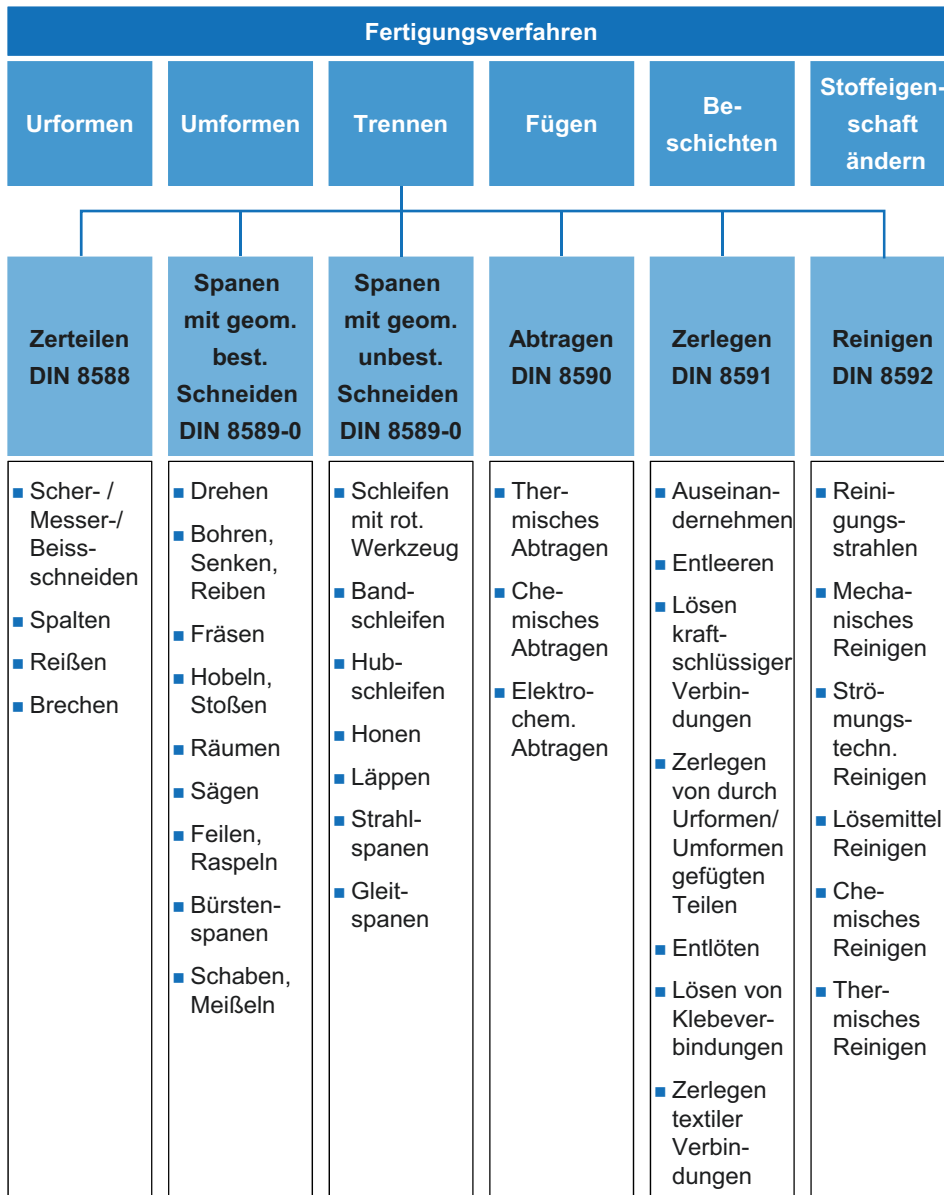 Fertigungsverfahren
Urformen
Umformen
Trennen
Fügen
Be-
schichten
Stoffeigen-
schaft
ändern
Zerteilen
DIN 8588
Spanen
mit geom.
best.
Schneiden
DIN 8589-0
Spanen
mit geom.
unbest.
Schneiden
DIN 8589-0
Abtragen
DIN 8590
Zerlegen
DIN 8591
Reinigen
DIN 8592
Scher- /
Messer-/
Beiss-
schneiden
Spalten
Reißen
Brechen
Drehen
Bohren,
Senken,
Reiben
Fräsen
Hobeln,
Stoßen
Räumen
Sägen
Feilen,
Raspeln
Bürsten-
spanen
Schaben,
Meißeln
Schleifen
mit rot.
Werkzeug
Band-
schleifen
Hub-
schleifen
Honen
Läppen
Strahl-
spanen
Gleit-
spanen
Ther-
misches
Abtragen
Che-
misches
Abtragen
Elektro-
chem.
Abtragen
Auseinan-
dernehmen
Entleeren
Lösen
kraft-
schlüssiger
Verbin-
dungen
Zerlegen
von durch
Urformen/
Umformen
gefügten
Teilen
Entlöten
Lösen von
Klebever-
bindungen
Zerlegen
textiler
Verbin-
dungen
Reini-
gungs-
strahlen
Mecha-
nisches
Reinigen
Strö-
mungs-
techn.
Reinigen
Lösemittel
Reinigen
Che-
misches
Reinigen
Ther-
misches
Reinigen